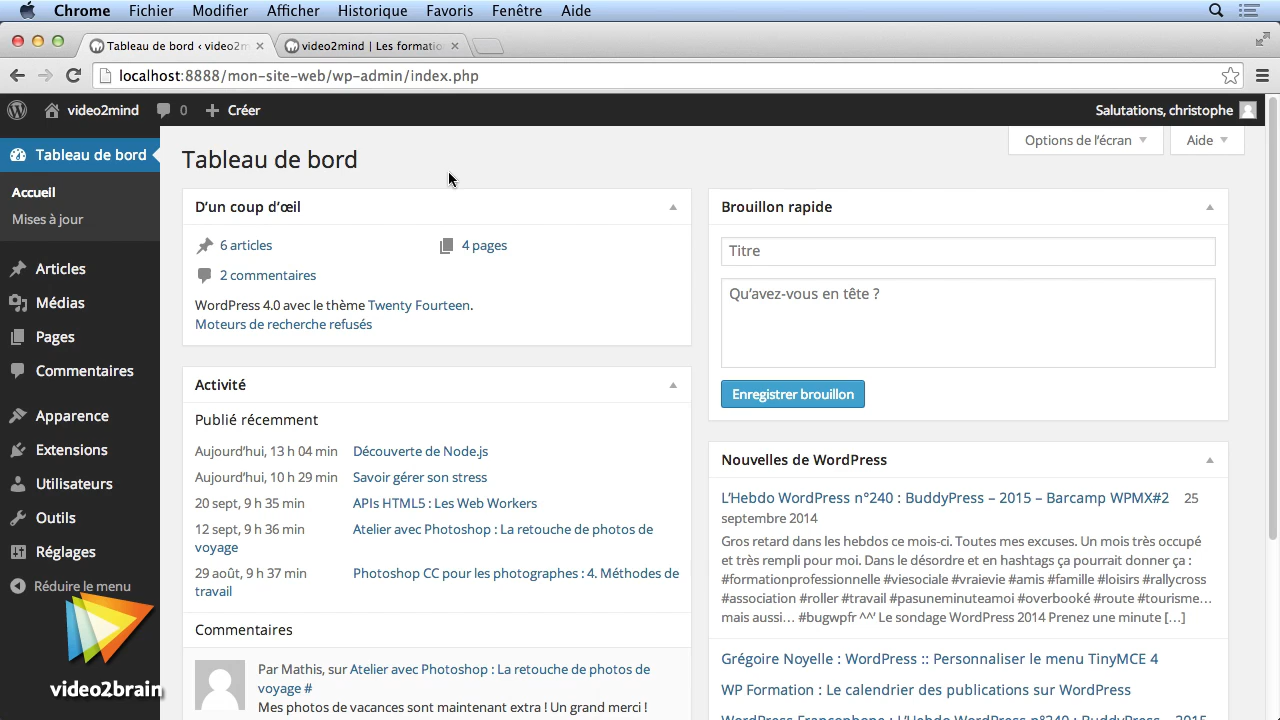 Chrome Fichier Modifier Afficher Historique Favoris Fenêtre Aide
Tableau de bord ‹ video2m
video2mind | Les formatio
localhost:8888/mon-site-web/wp-admin/index.php
video2mind 0 Créer
Salutations, christophe
Tableau de bord
Accueil
Mises à jour
Articles
Médias
Pages
Commentaires
Apparence
Extensions
Utilisateurs
Outils
Réglages
Réduire le menu
video2brain
Options de l’écran
Aide
Tableau de bord
D’un coup d’œil
6 articles
4 pages
2 commentaires
WordPress 4.0 avec le thème Twenty Fourteen.
Moteurs de recherche refusés
Activité
Publié récemment
Aujourd’hui, 13 h 04 min Découverte de Node.js
Aujourd’hui, 10 h 29 min Savoir gérer son stress
20 sept, 9 h 35 min APIs HTML5 : Les Web Workers
12 sept, 9 h 36 min Atelier avec Photoshop : La retouche de photos de
voyage
29 août, 9 h 37 min Photoshop CC pour les photographes : 4. Méthodes de
travail
Commentaires
Par Mathis, sur Atelier avec Photoshop : La retouche de photos de
voyage #
Mes photos de vacances sont maintenant extra ! Un grand merci !
Brouillon rapide
Titre
Qu’avez-vous en tête ?
Enregistrer brouillon
Nouvelles de WordPress
L’Hebdo WordPress n°240 : BuddyPress – 2015 – Barcamp WPMX#2 25
septembre 2014
Gros retard dans les hebdos ce mois-ci. Toutes mes excuses. Un mois très occupé
et très rempli pour moi. Dans le désordre et en hashtags ça pourrait donner ça :
#formationprofessionnelle #viesociale #vraievie #amis #famille #loisirs #rallycross
#association #roller #travail #pasuneminuteamoi #overbooké #route #tourisme…
mais aussi… #bugwpfr ^^’ Le sondage WordPress 2014 Prenez une minute […]
Grégoire Noyelle : WordPress :: Personnaliser le menu TinyMCE 4
WP Formation : Le calendrier des publications sur WordPress
WordPress Francophone : L’Hebdo WordPress n°240 : BuddyPress – 2015